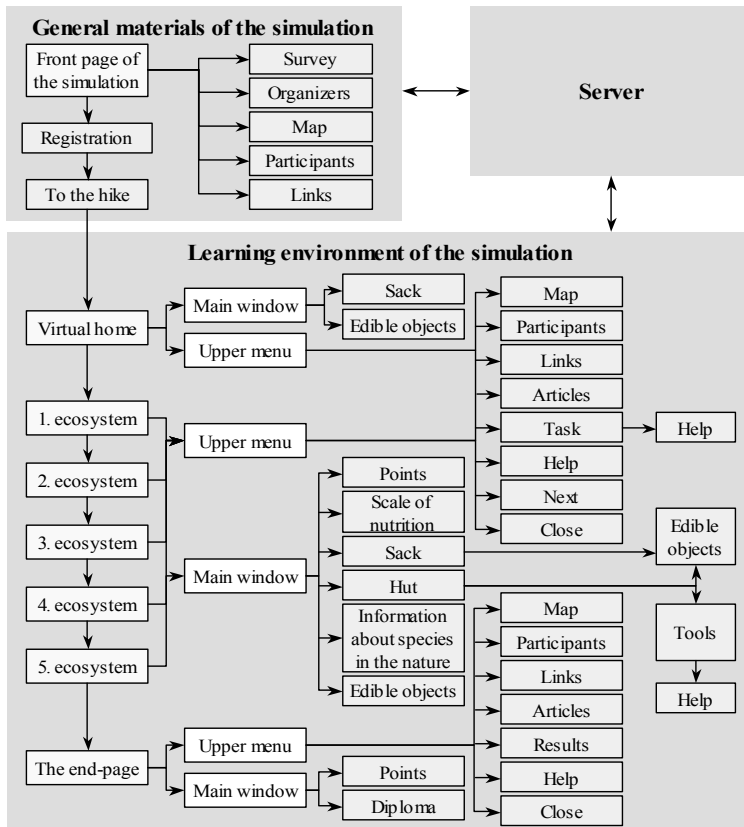 General materials of the simulation
Front page of
the simulation
Registration
To the hike
Survey
Organizers
Map
Participants
Links
Server
Learning environment of the simulation
Virtual home
Main window
Sack
Edible objects
Upper menu
Map
Participants
Links
Articles
Task
Help
Help
Next
Close
1. ecosystem
2. ecosystem
3. ecosystem
4. ecosystem
5. ecosystem
Upper menu
Main window
Points
Scale of
nutrition
Sack
Hut
Information
about species
in the nature
Edible objects
Edible
objects
Tools
Help
The end-page
Upper menu
Main window
Points
Diploma
Map
Participants
Links
Articles
Results
Help
Close